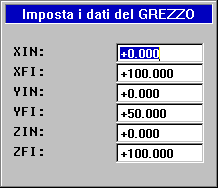 Imposta i dati del GREZZO
XIN: +0.000
XFI: +100.000
YIN: +0.000
YFI: +50.000
ZIN: +0.000
ZFI: +100.000